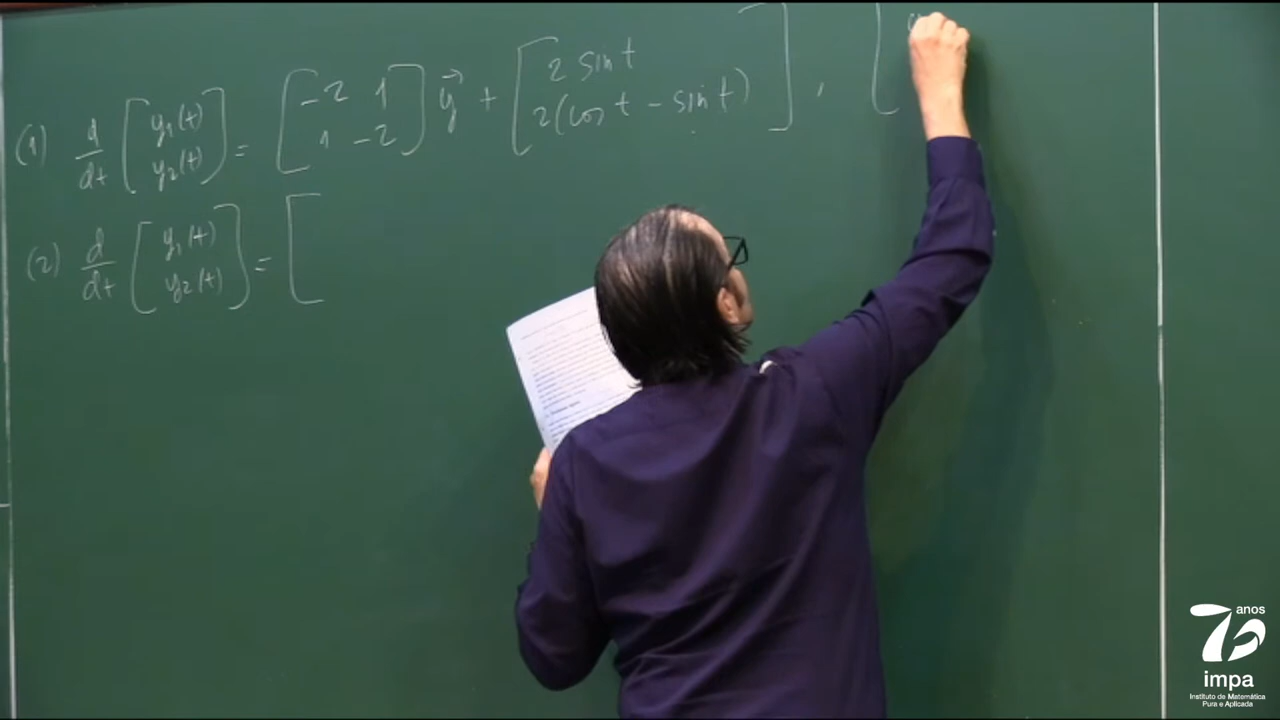 (1) d/dt [ y₁(t) y₂(t) ] = [ -2 1 1 -2 ] y⃗ + [ 2 sin t 2(cos t - sin t) ] , [
(2) d/dt [ y₁(t) y₂(t) ] = [
anos
75
impa
Instituto de Matemática
Pura e Aplicada